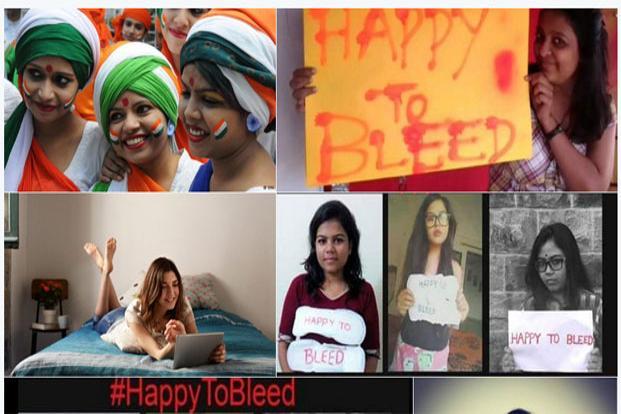 HAPPY
TO
BLEED
HAPPY TO
BLEED
HAPPY TO
BLEED
HAPPY TO BLEED
#HappyToBleed